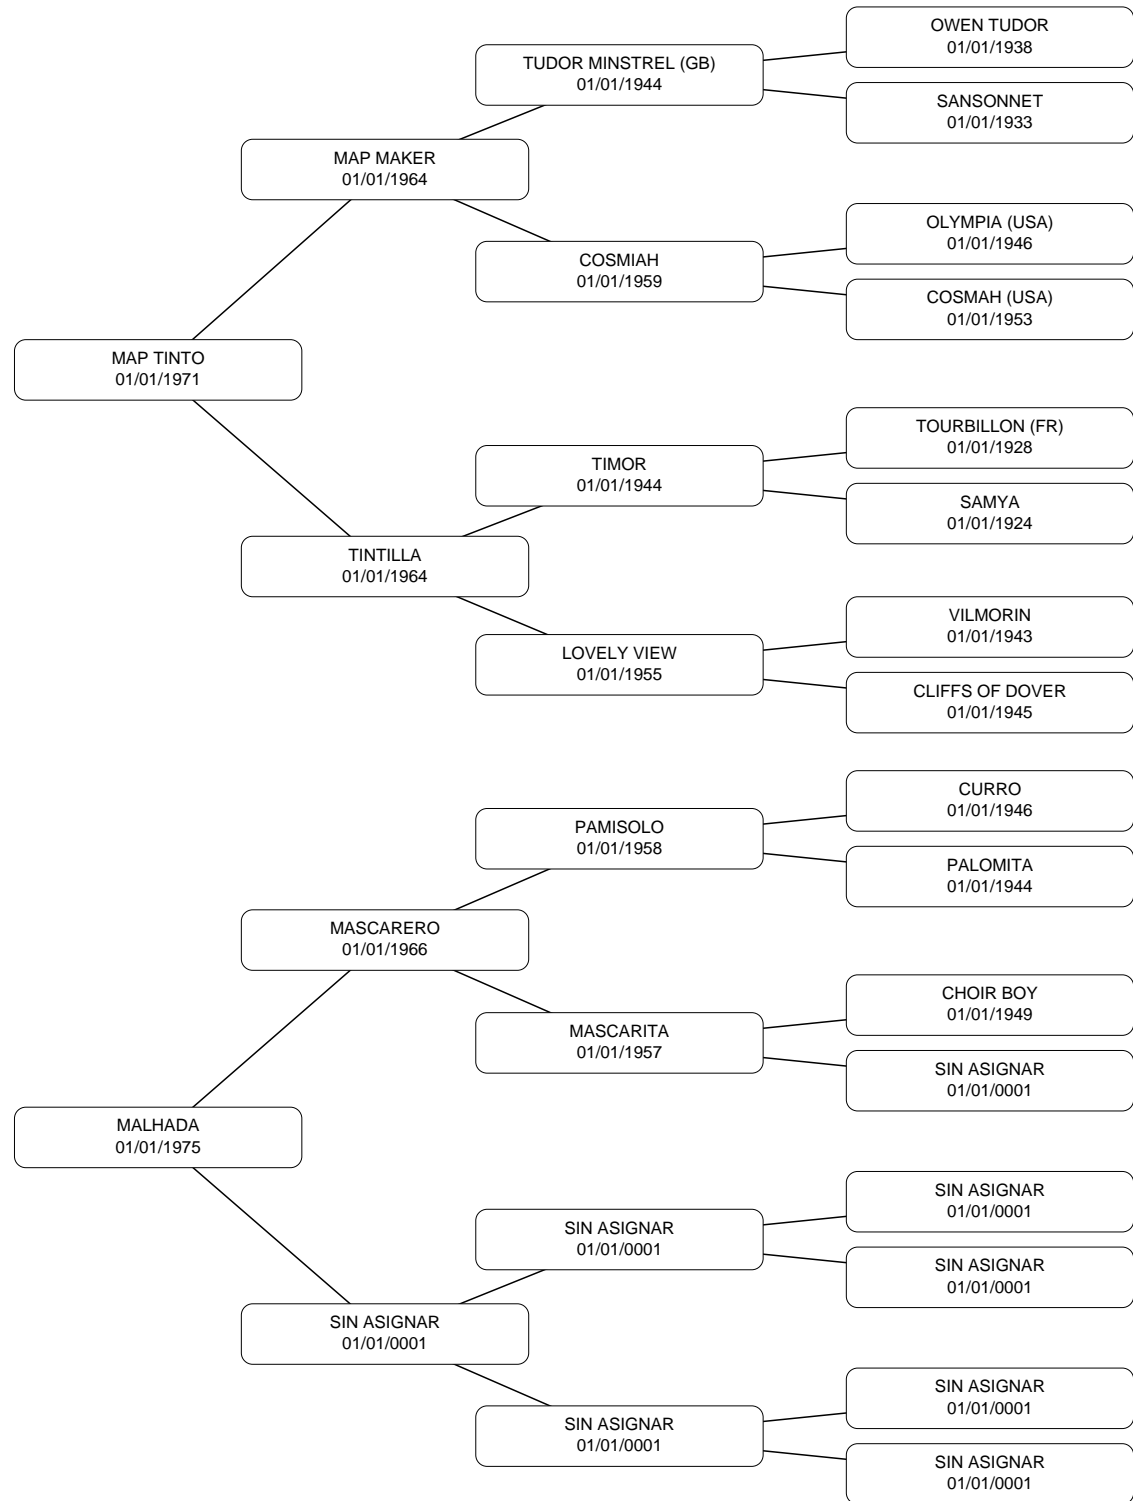 OWEN TUDOR
01/01/1938
TUDOR MINSTREL (GB)
01/01/1944
SANSONNET
01/01/1933
MAP MAKER
01/01/1964
OLYMPIA (USA)
01/01/1946
COSMIAH
01/01/1959
COSMAH (USA)
01/01/1953
MAP TINTO
01/01/1971
TOURBILLON (FR)
01/01/1928
TIMOR
01/01/1944
SAMYA
01/01/1924
TINTILLA
01/01/1964
VILMORIN
01/01/1943
LOVELY VIEW
01/01/1955
CLIFFS OF DOVER
01/01/1945
CURRO
01/01/1946
PAMISOLO
01/01/1958
PALOMITA
01/01/1944
MASCARERO
01/01/1966
CHOIR BOY
01/01/1949
MASCARITA
01/01/1957
SIN ASIGNAR
01/01/0001
MALHADA
01/01/1975
SIN ASIGNAR
01/01/0001
SIN ASIGNAR
01/01/0001
SIN ASIGNAR
01/01/0001
SIN ASIGNAR
01/01/0001
SIN ASIGNAR
01/01/0001
SIN ASIGNAR
01/01/0001
SIN ASIGNAR
01/01/0001